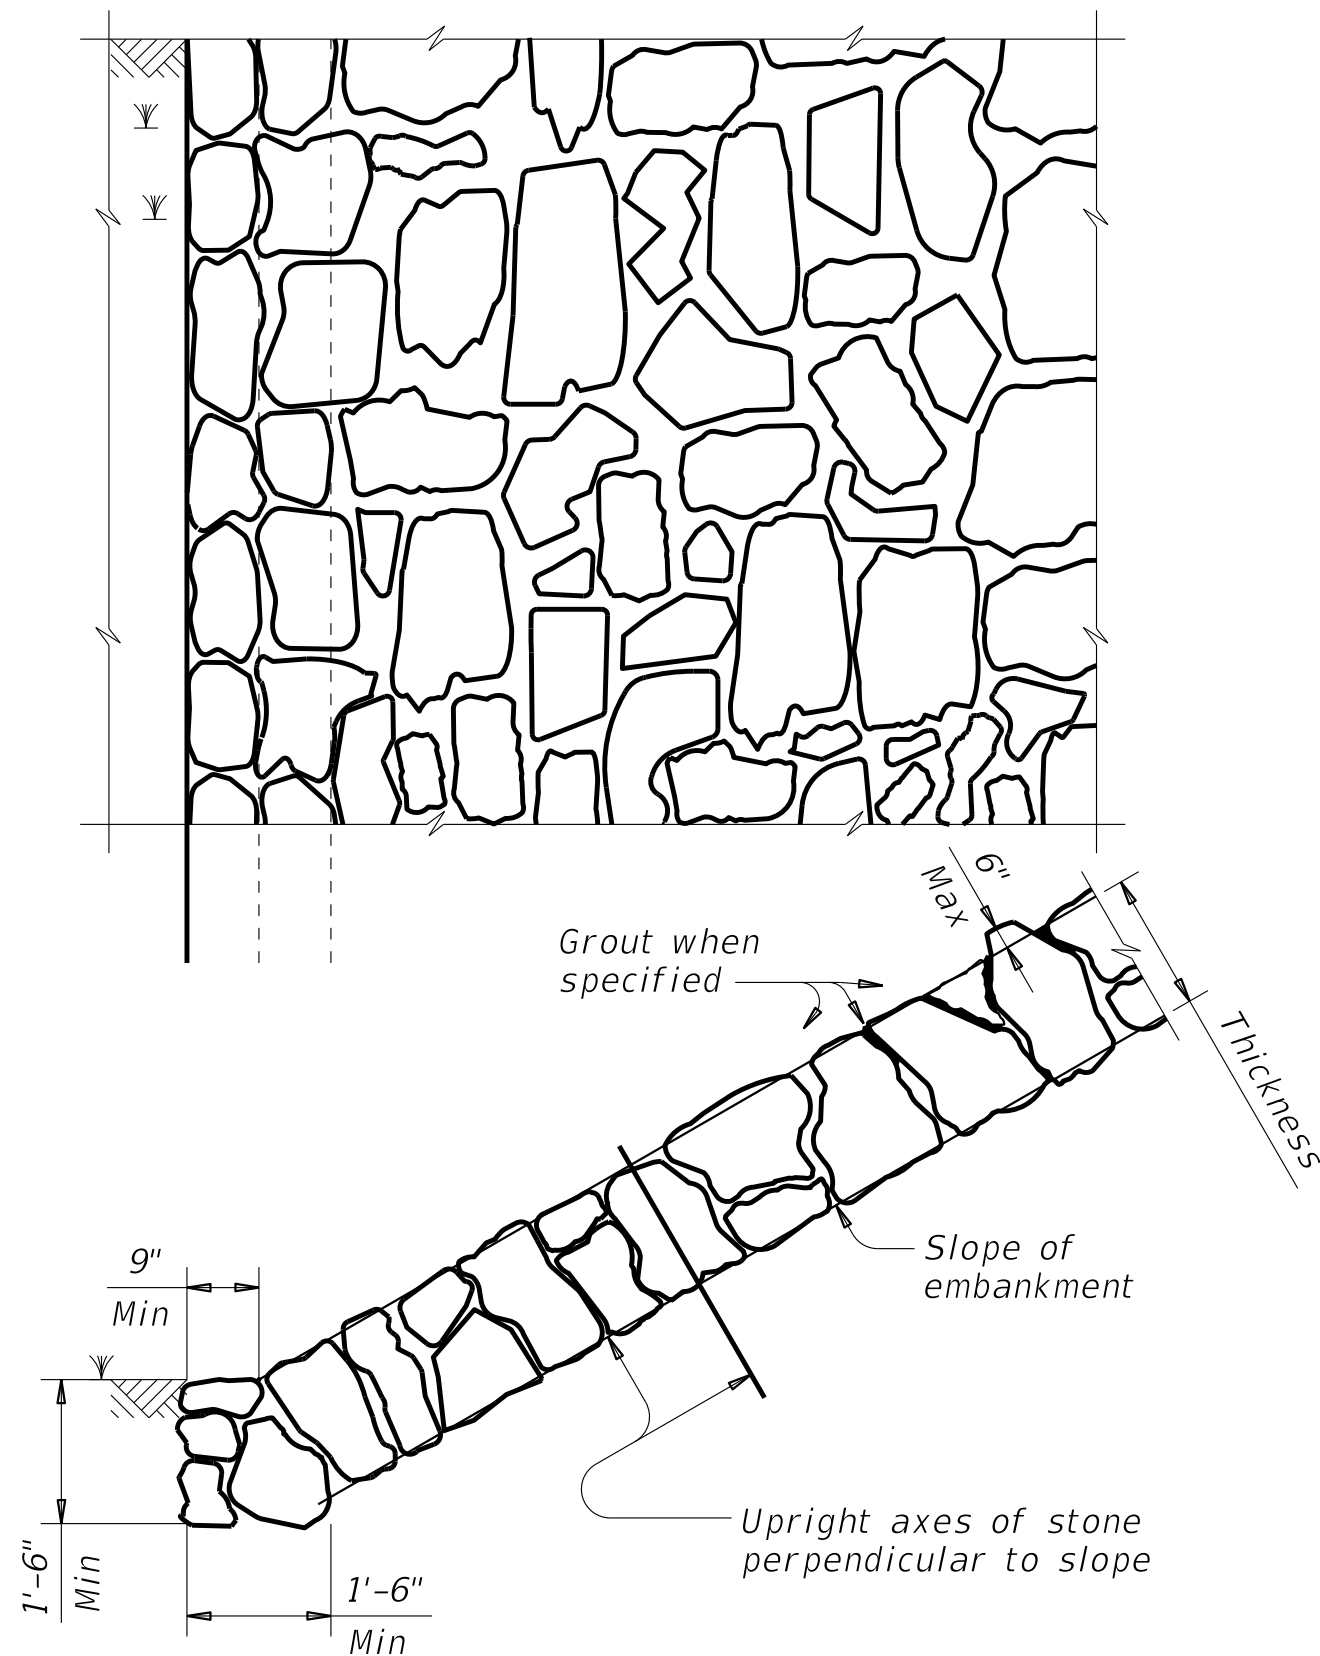 6"
Max
Grout when
specified
Thickness
Slope of
embankment
9"
Min
1'-6"
Min
Upright axes of stone
perpendicular to slope
1'-6"
Min